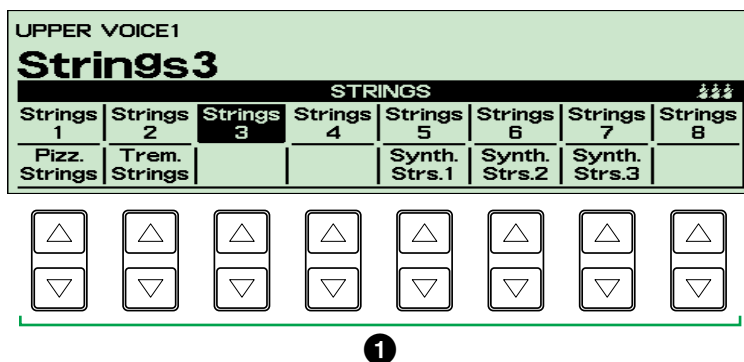 UPPER VOICE1
Strings3
STRINGS
Strings 1 Strings 2 Strings 3 Strings 4 Strings 5 Strings 6 Strings 7 Strings 8
Pizz. Strings Trem. Strings Synth. Strs.1 Synth. Strs.2 Synth. Strs.3
1